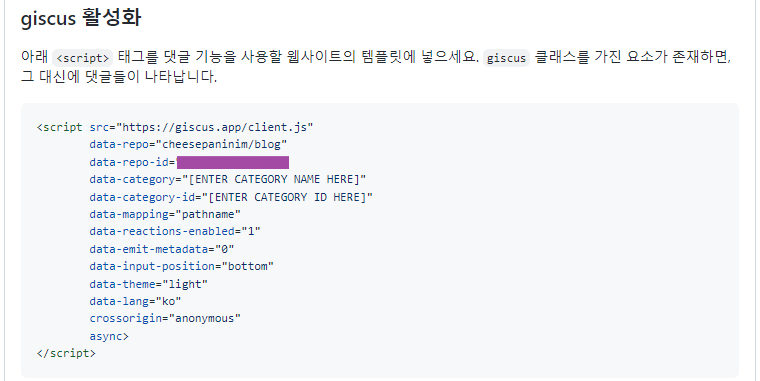 giscus 활성화
아래 <script> 태그를 댓글 기능을 사용할 웹사이트의 템플릿에 넣으세요. giscus 클래스를 가진 요소가 존재하면,
그 대신에 댓글들이 나타납니다.
<script src="https://giscus.app/client.js"
data-repo="cheesepaninim/blog"
data-repo-id=
data-category="[ENTER CATEGORY NAME HERE]"
data-category-id="[ENTER CATEGORY ID HERE]"
data-mapping="pathname"
data-reactions-enabled="1"
data-emit-metadata="0"
data-input-position="bottom"
data-theme="light"
data-lang="ko"
crossorigin="anonymous"
async>
</script>